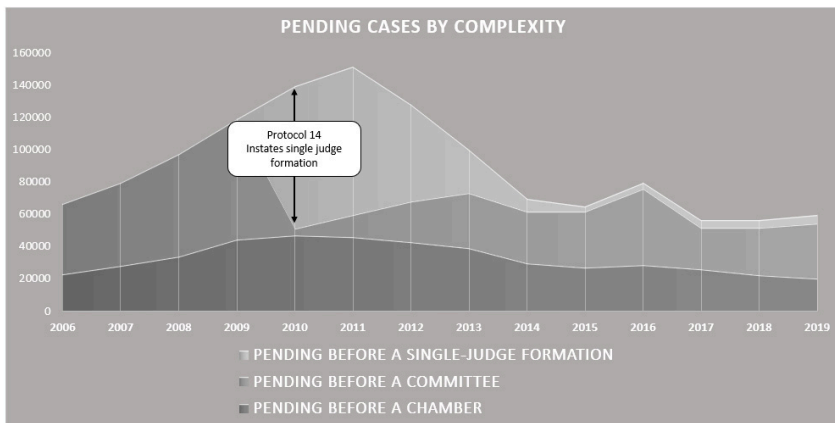 PENDING CASES BY COMPLEXITY
160000
140000
120000
100000
80000
60000
40000
20000
0
Protocol 14
Instates single judge
formation
2006 2007 2008 2009 2010 2011 2012 2013 2014 2015 2016 2017 2018 2019
PENDING BEFORE A SINGLE-JUDGE FORMATION
PENDING BEFORE A COMMITTEE
PENDING BEFORE A CHAMBER